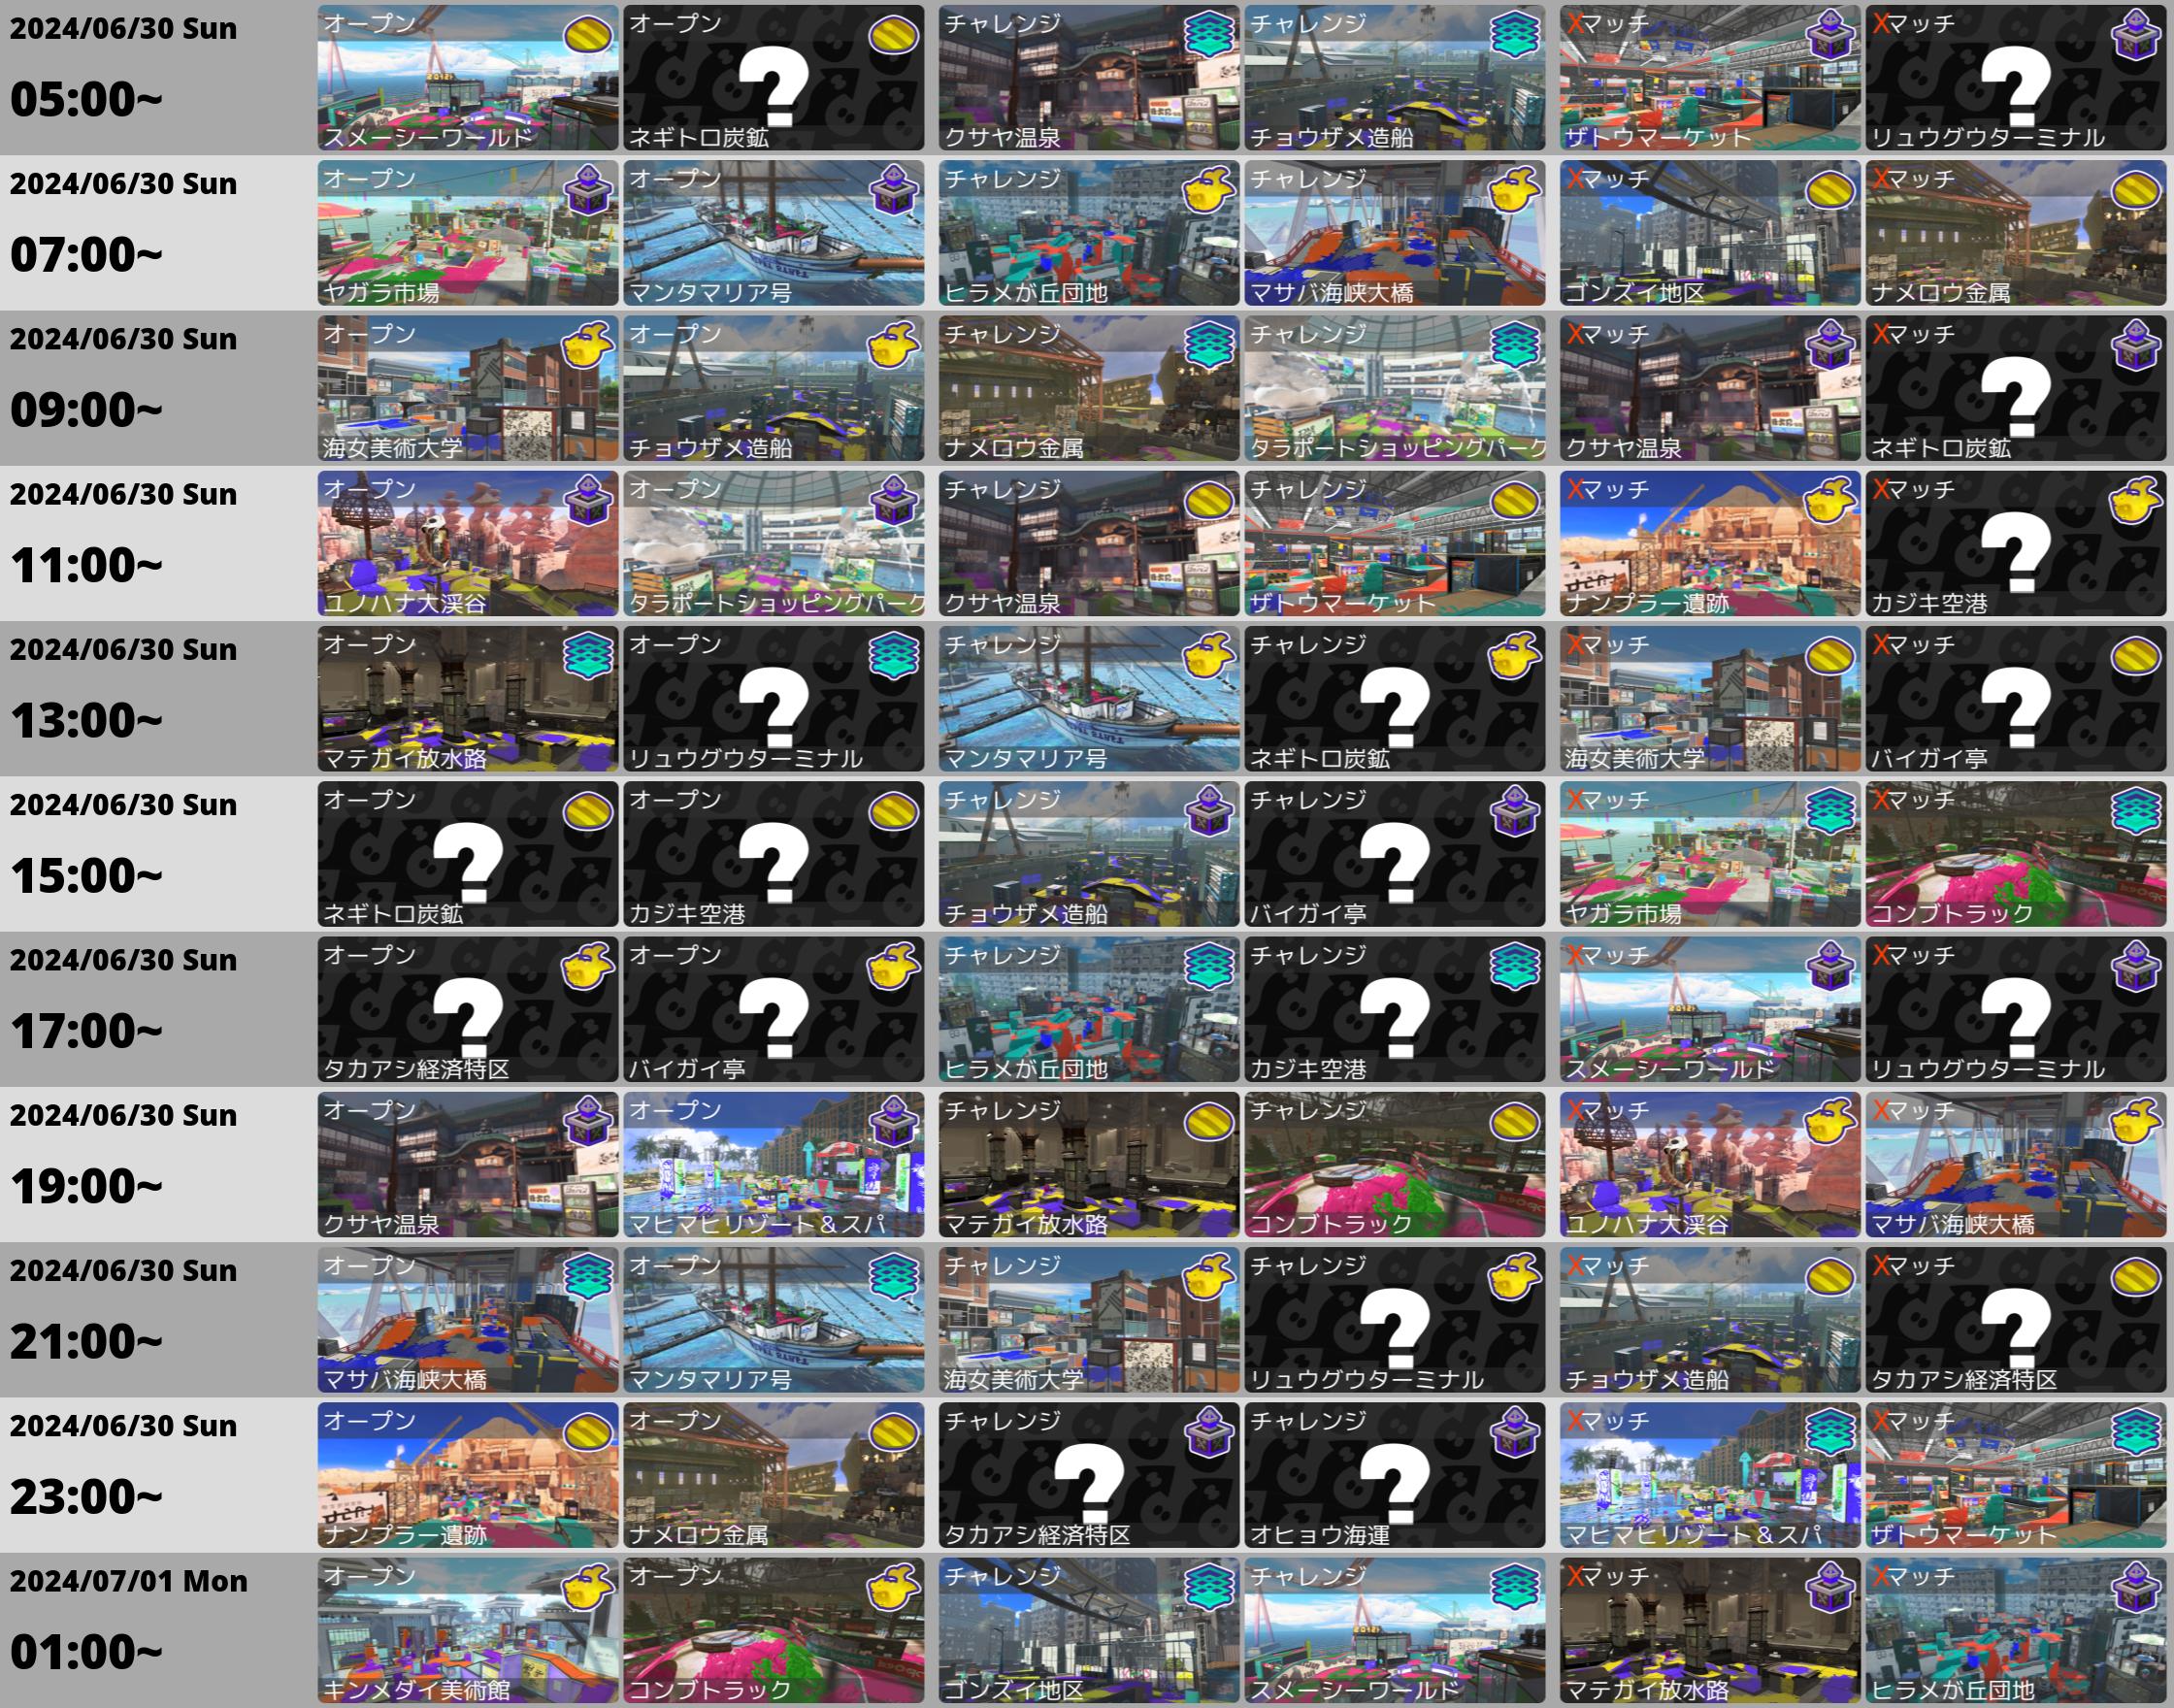 2024/06/30 Sun
05:00~
オープン
スメーシーワールド
オープン
ネギトロ炭鉱
チャレンジ
クサヤ温泉
チャレンジ
チョウザメ造船
Xマッチ
ザトウマーケット
Xマッチ
リュウグウターミナル
2024/06/30 Sun
07:00~
オープン
ヤガラ市場
オープン
マンタマリア号
チャレンジ
ヒラメが丘団地
チャレンジ
マサバ海峡大橋
Xマッチ
ゴンズイ地区
Xマッチ
ナメロウ金属
2024/06/30 Sun
09:00~
オープン
海女美術大学
オープン
チョウザメ造船
チャレンジ
ナメロウ金属
チャレンジ
タラポートショッピングパーク
Xマッチ
クサヤ温泉
Xマッチ
ネギトロ炭鉱
2024/06/30 Sun
11:00~
オープン
ユノハナ大渓谷
オープン
タラポートショッピングパーク
チャレンジ
クサヤ温泉
チャレンジ
ザトウマーケット
Xマッチ
ナンプラー遺跡
Xマッチ
カジキ空港
2024/06/30 Sun
13:00~
オープン
マテガイ放水路
オープン
リュウグウターミナル
チャレンジ
マンタマリア号
チャレンジ
ネギトロ炭鉱
Xマッチ
海女美術大学
Xマッチ
バイガイ亭
2024/06/30 Sun
15:00~
オープン
ネギトロ炭鉱
オープン
カジキ空港
チャレンジ
チョウザメ造船
チャレンジ
バイガイ亭
Xマッチ
ヤガラ市場
Xマッチ
コンブトラック
2024/06/30 Sun
17:00~
オープン
タカアシ経済特区
オープン
バイガイ亭
チャレンジ
ヒラメが丘団地
チャレンジ
カジキ空港
Xマッチ
スメーシーワールド
Xマッチ
リュウグウターミナル
2024/06/30 Sun
19:00~
オープン
クサヤ温泉
オープン
マヒマヒリゾート＆スパ
チャレンジ
マテガイ放水路
チャレンジ
コンブトラック
Xマッチ
ユノハナ大渓谷
Xマッチ
マサバ海峡大橋
2024/06/30 Sun
21:00~
オープン
マサバ海峡大橋
オープン
マンタマリア号
チャレンジ
海女美術大学
チャレンジ
リュウグウターミナル
Xマッチ
チョウザメ造船
Xマッチ
タカアシ経済特区
2024/06/30 Sun
23:00~
オープン
ナンプラー遺跡
オープン
ナメロウ金属
チャレンジ
タカアシ経済特区
チャレンジ
オヒョウ海運
Xマッチ
マヒマヒリゾート＆スパ
Xマッチ
ザトウマーケット
2024/07/01 Mon
01:00~
オープン
キンメダイ美術館
オープン
コンブトラック
チャレンジ
ゴンズイ地区
チャレンジ
スメーシーワールド
Xマッチ
マテガイ放水路
Xマッチ
ヒラメが丘団地